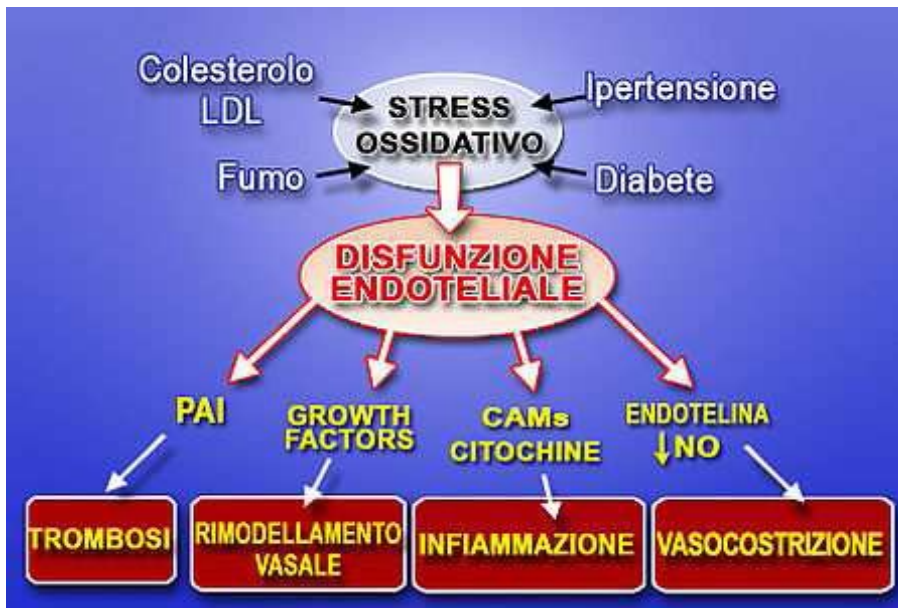 Colesterolo
LDL
STRESS
OSSIDATIVO
Ipertensione
Fumo
Diabete
DISFUNZIONE
ENDOTELIALE
PAI
GROWTH
FACTORS
CAMs
CITOCHINE
ENDOTELINA
↓NO
TROMBOSI
RIMODELLAMENTO
VASALE
INFIAMMAZIONE
VASOCOSTRIZIONE